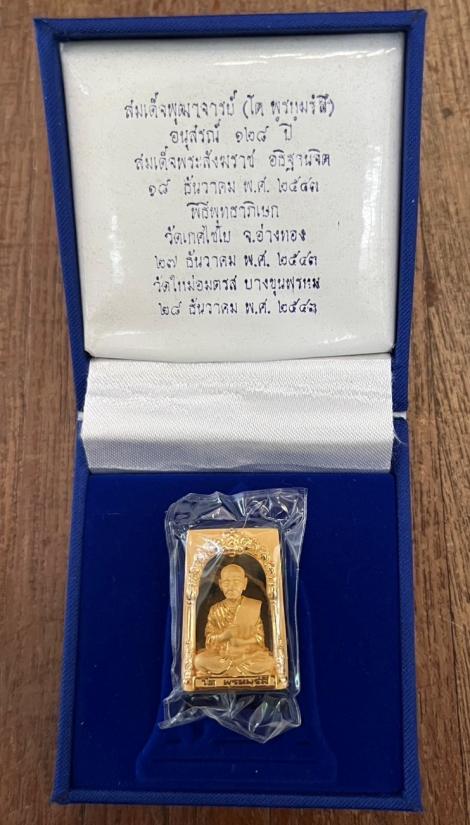 สมเด็จพุฒาจารย์ (โต พรหมรํสี)
อนุสรณ์ ๑๒๘ ปี
สมเด็จพระสังฆราช อธิฐานจิต
๑๘ ธันวาคม พ.ศ. ๒๕๔๓
พิธีพุทธาภิเษก
วัดเกศไชโย จ.อ่างทอง
๒๗ ธันวาคม พ.ศ. ๒๕๔๓
วัดใหม่อมตรส บางขุนพรหม
๒๘ ธันวาคม พ.ศ. ๒๕๔๓
โต พรหมรังสี